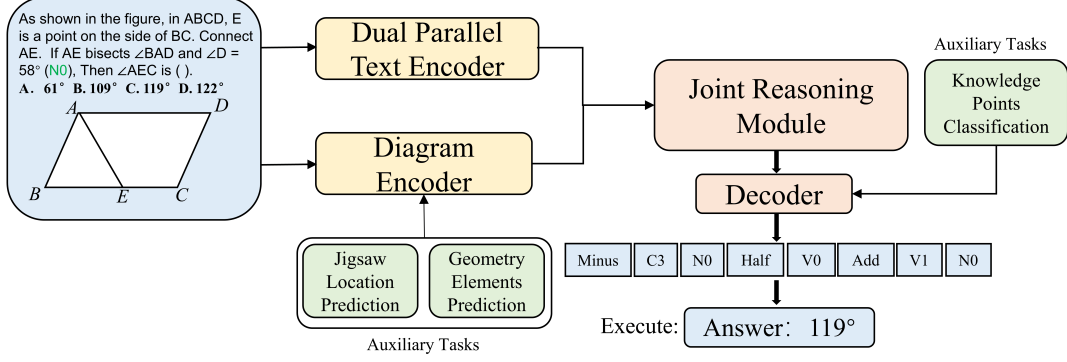 As shown in the figure, in ABCD, E
is a point on the side of BC. Connect
AE. If AE bisects ∠BAD and ∠D =
58° (N0), Then ∠AEC is ( ).
A. 61° B. 109° C. 119° D. 122°
A
D
B
E
C
Dual Parallel
Text Encoder
Diagram
Encoder
Jigsaw
Location
Prediction
Geometry
Elements
Prediction
Auxiliary Tasks
Joint Reasoning
Module
Auxiliary Tasks
Knowledge
Points
Classification
Decoder
Minus C3 N0 Half V0 Add V1 N0
Execute: Answer: 119°